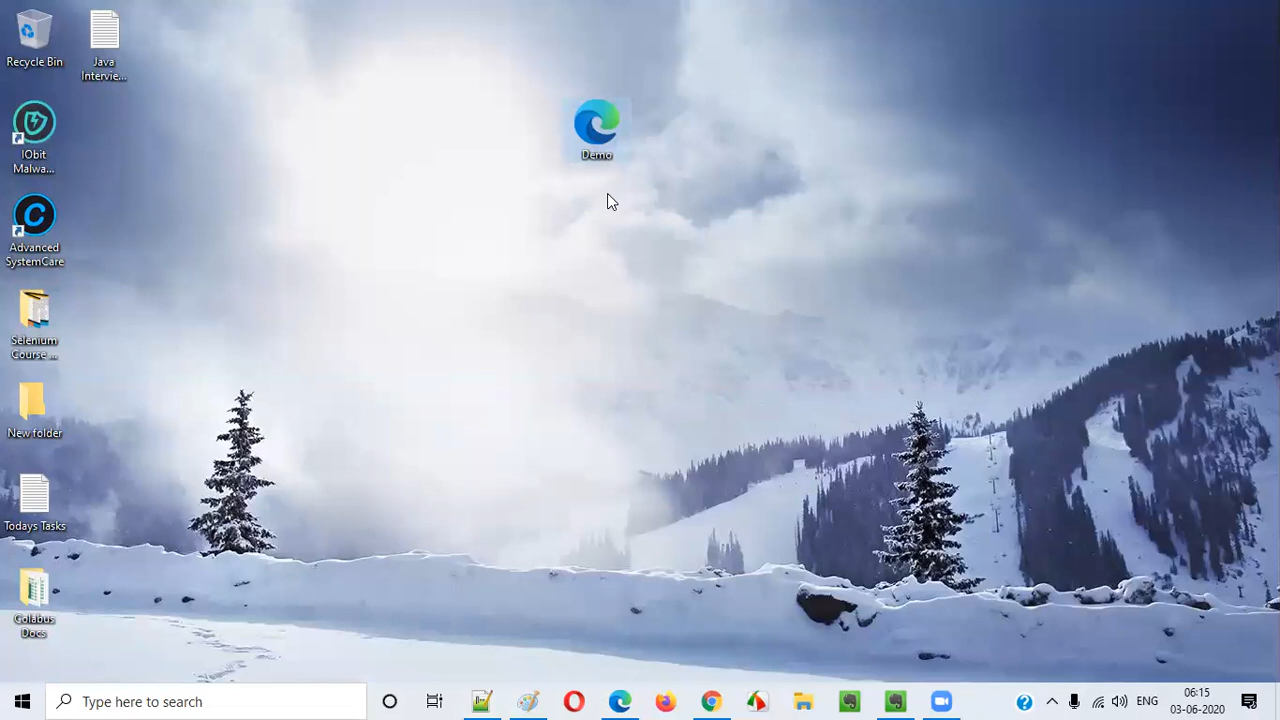 Recycle Bin
Java
Intervie...
IObit
Malwa...
Demo
Advanced
SystemCare
Selenium
Course ...
New folder
Todays Tasks
Colabus
Docs
Type here to search
ENG
06:15
03-06-2020